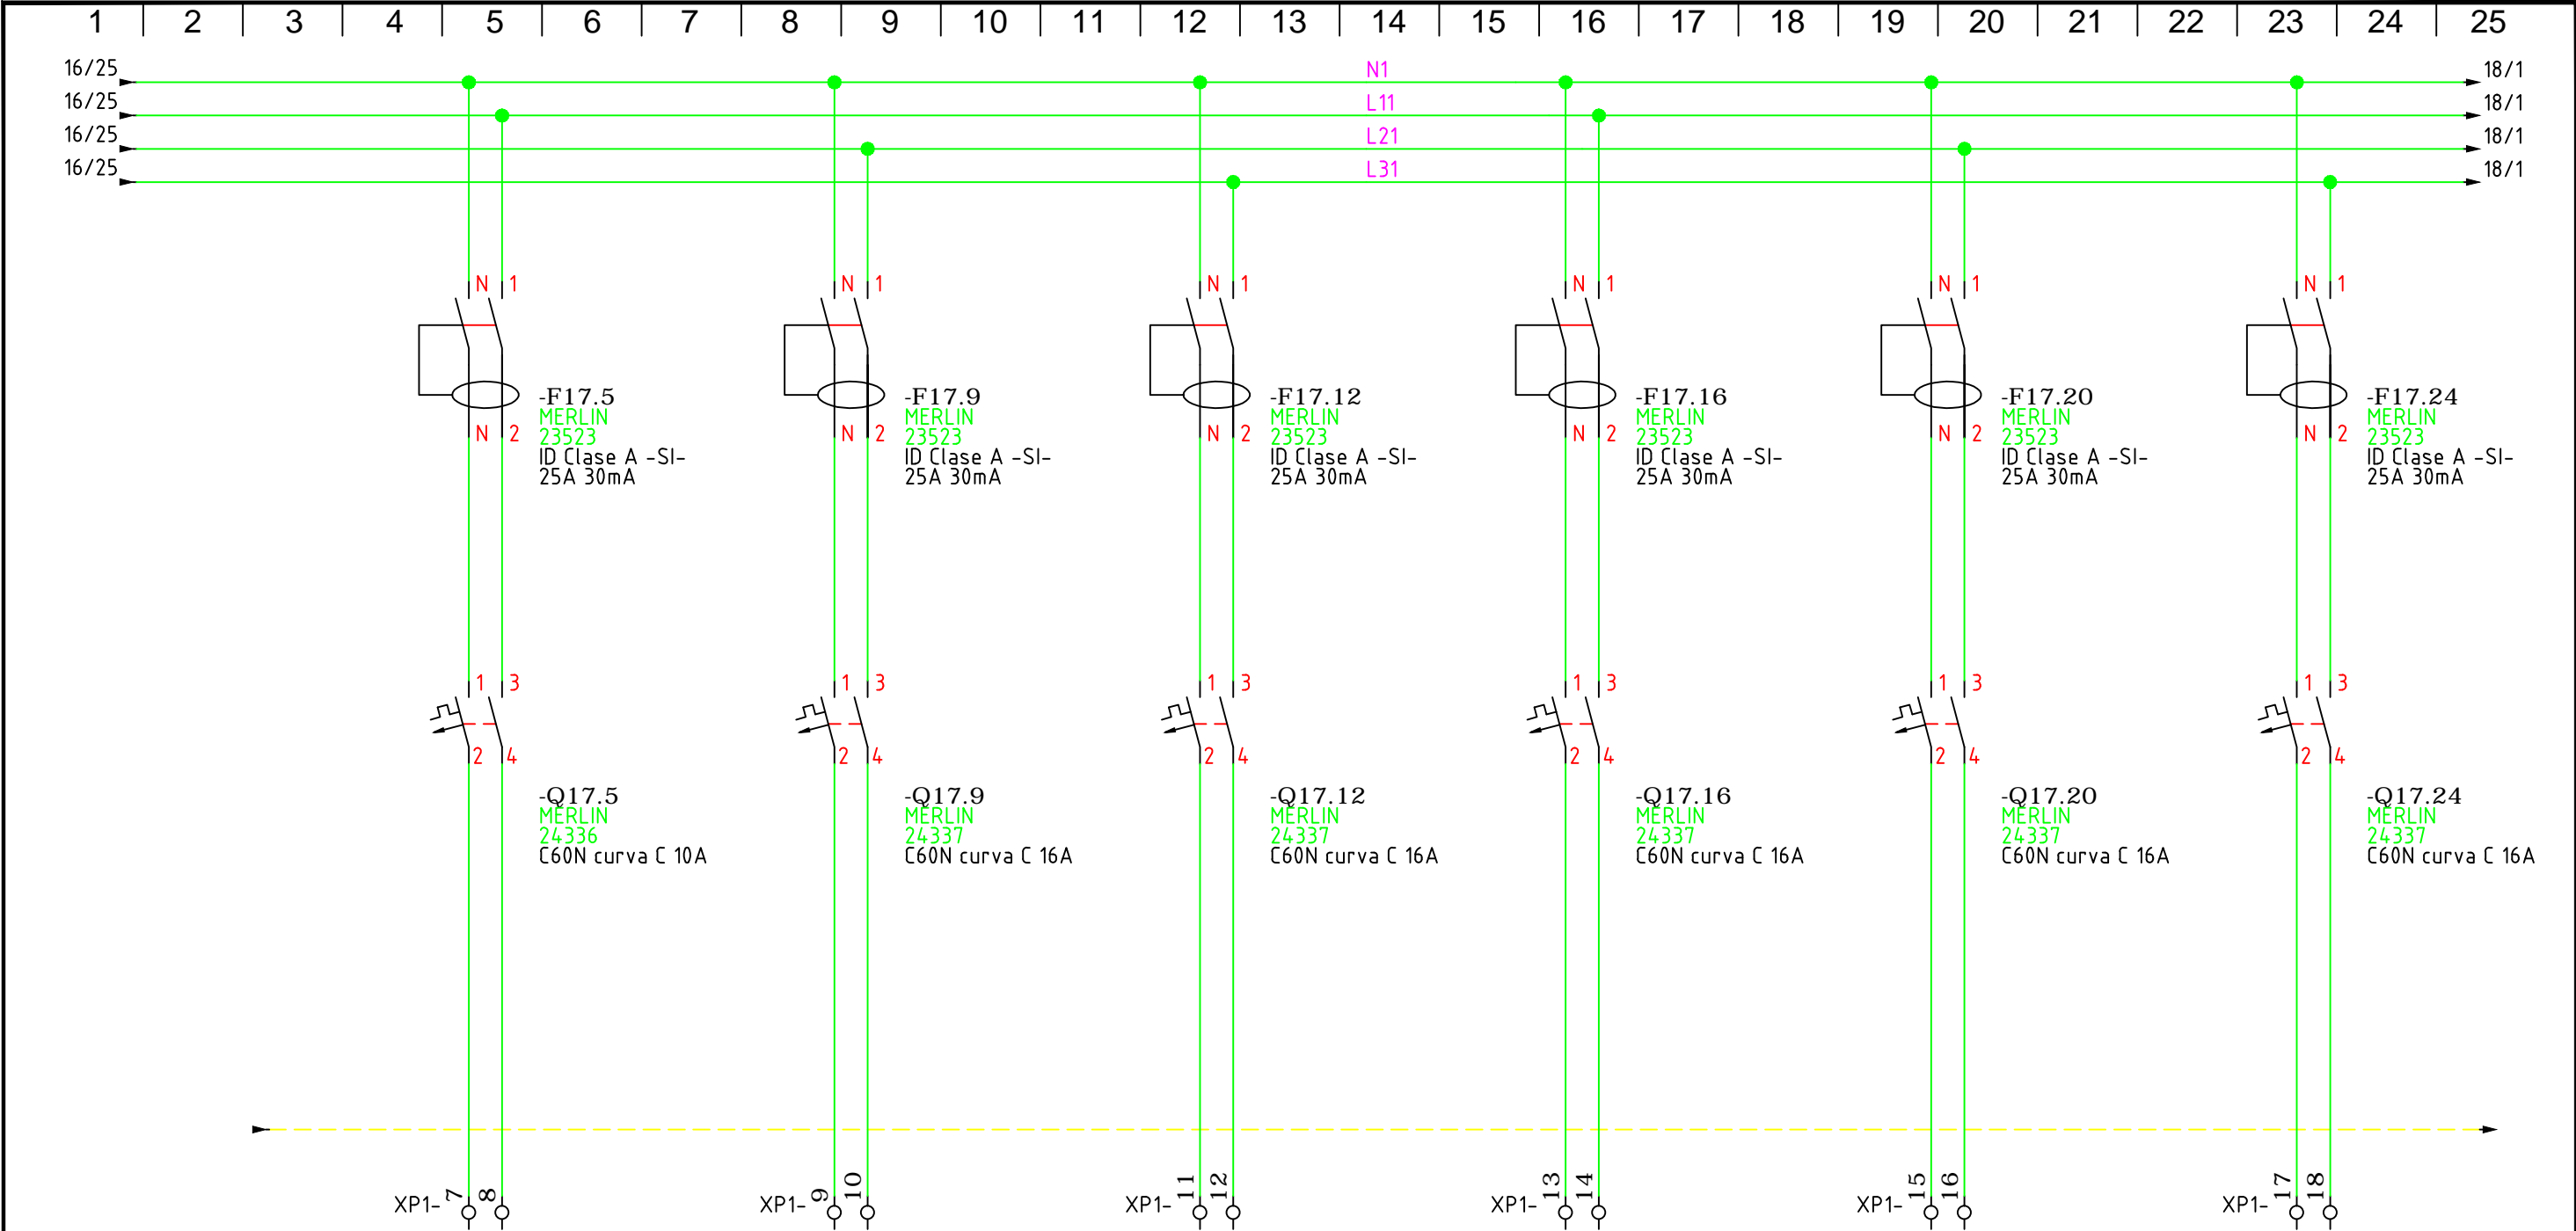 1 2 3 4 5 6 7 8 9 10 11 12 13 14 15 16 17 18 19 20 21 22 23 24 25
16/25 N1 18/1
16/25 L11 18/1
16/25 L21 18/1
16/25 L31 18/1
N 1 N 1 N 1 N 1 N 1 N 1
-F17.5 -F17.9 -F17.12 -F17.16 -F17.20 -F17.24
MERLIN MERLIN MERLIN MERLIN MERLIN MERLIN
N 2 23523 N 2 23523 N 2 23523 N 2 23523 N 2 23523 N 2 23523
ID Clase A -SI- ID Clase A -SI- ID Clase A -SI- ID Clase A -SI- ID Clase A -SI- ID Clase A -SI-
25A 30mA 25A 30mA 25A 30mA 25A 30mA 25A 30mA 25A 30mA
1 3 1 3 1 3 1 3 1 3 1 3
2 4 2 4 2 4 2 4 2 4 2 4
-Q17.5 -Q17.9 -Q17.12 -Q17.16 -Q17.20 -Q17.24
MERLIN MERLIN MERLIN MERLIN MERLIN MERLIN
24336 24337 24337 24337 24337 24337
C60N curva C 10A C60N curva C 16A C60N curva C 16A C60N curva C 16A C60N curva C 16A C60N curva C 16A
XP1- 7 8 XP1- 9 10 XP1- 11 12 XP1- 13 14 XP1- 15 16 XP1- 17 18